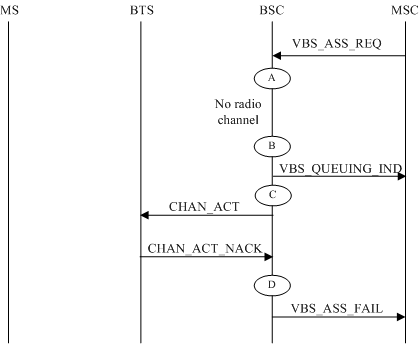 MS BTS BSC MSC
VBS_ASS_REQ
A
No radio
channel
B
VBS_QUEUING_IND
C
CHAN_ACT
CHAN_ACT_NACK
D
VBS_ASS_FAIL